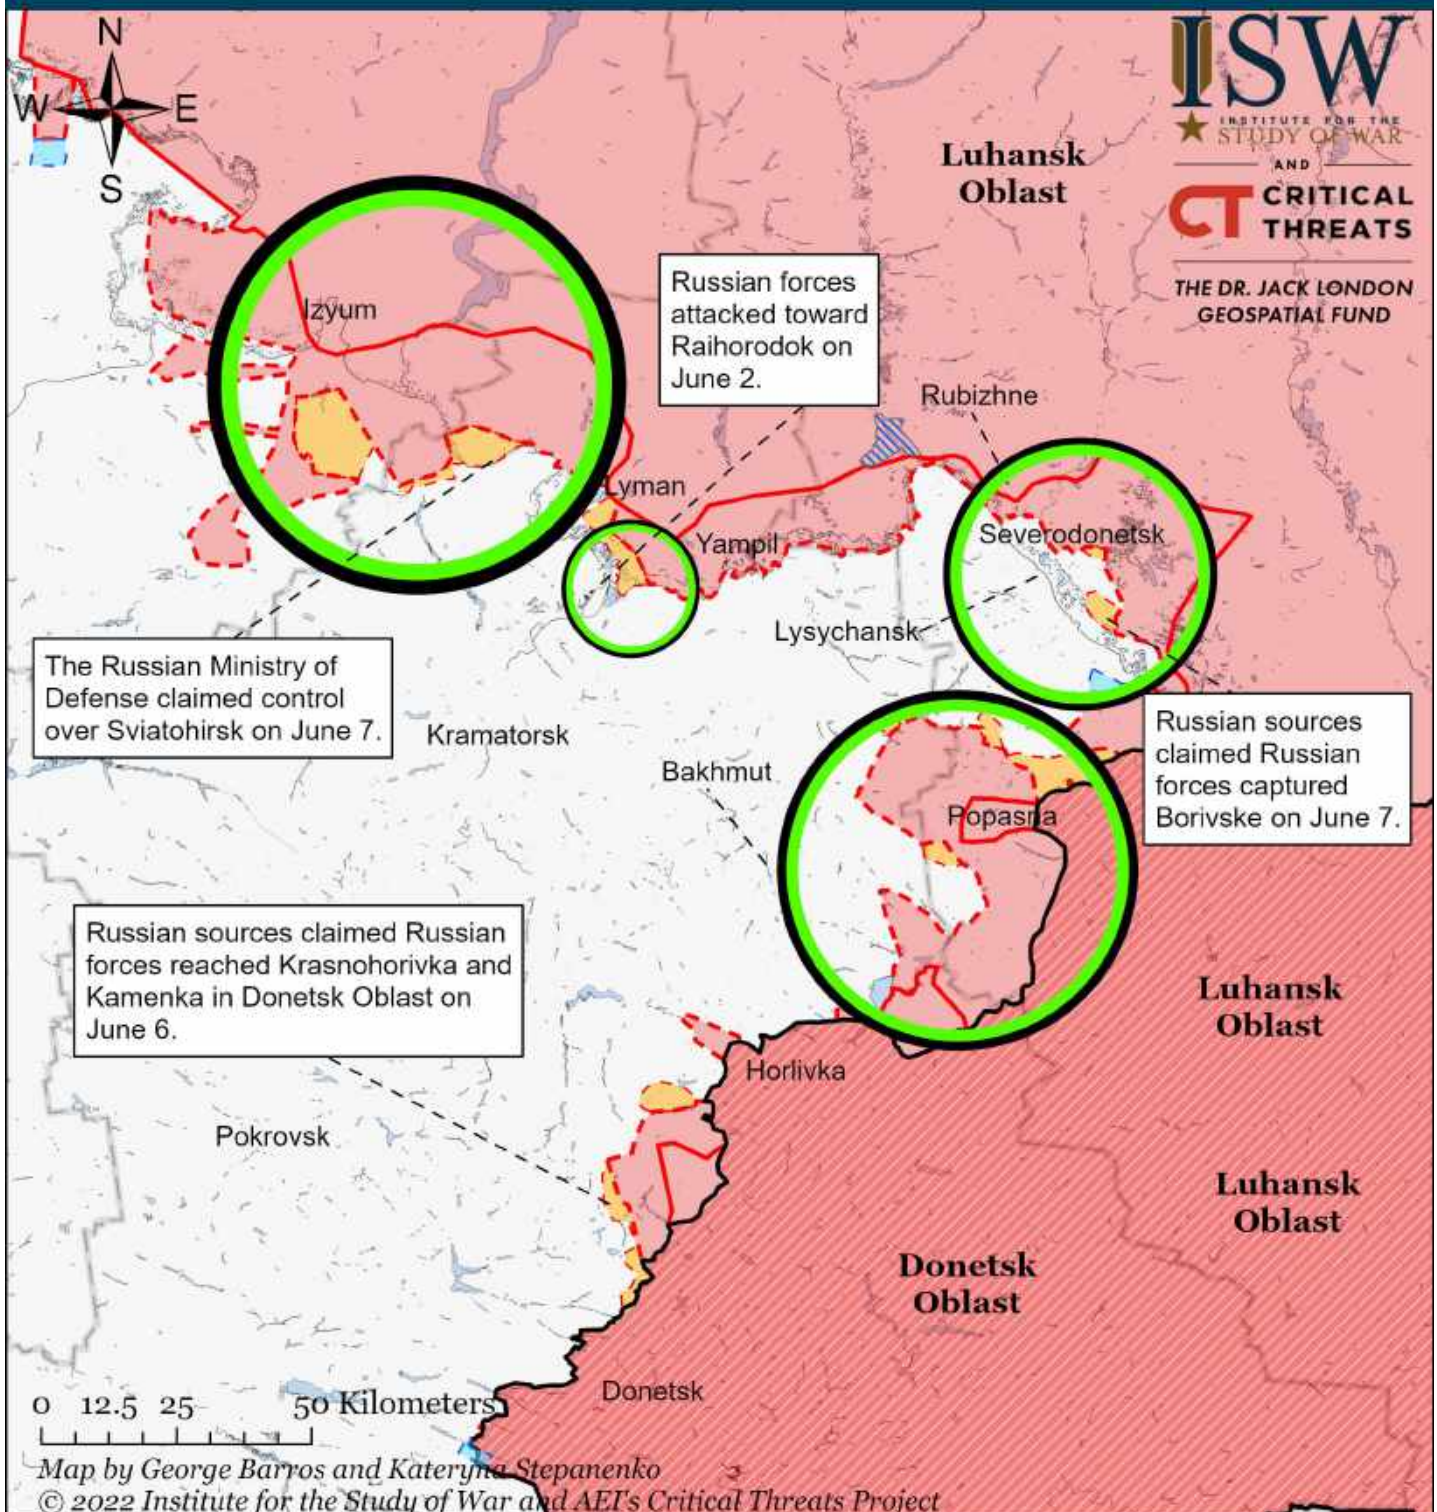 N
W
E
S
ISW
INSTITUTE FOR THE
STUDY OF WAR
AND
CT CRITICAL
THREATS
THE DR. JACK LONDON
GEOSPATIAL FUND
Luhansk
Oblast
Izyum
Russian forces
attacked toward
Raihorodok on
June 2.
Rubizhne
Lyman
Yampil
Severodonetsk
Lysychansk
The Russian Ministry of
Defense claimed control
over Sviatohirsk on June 7.
Kramatorsk
Bakhmut
Popasna
Russian sources
claimed Russian
forces captured
Borivske on June 7.
Russian sources claimed Russian
forces reached Krasnohorivka and
Kamenka in Donetsk Oblast on
June 6.
Luhansk
Oblast
Horlivka
Pokrovsk
Luhansk
Oblast
Donetsk
Oblast
Donetsk
0 12.5 25 50 Kilometers
Map by George Barros and Kateryna Stepanenko
© 2022 Institute for the Study of War and AEI's Critical Threats Project